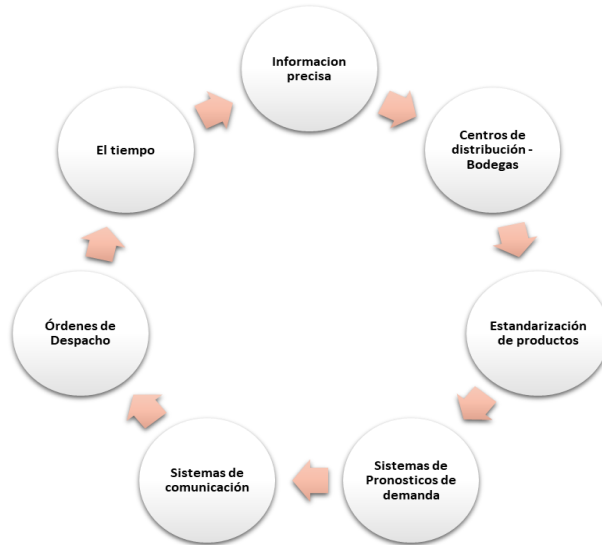 Informacion
precisa
Centros de
distribución -
Bodegas
Estandarización
de productos
Sistemas de
Pronosticos de
demanda
Sistemas de
comunicación
Órdenes de
Despacho
El tiempo